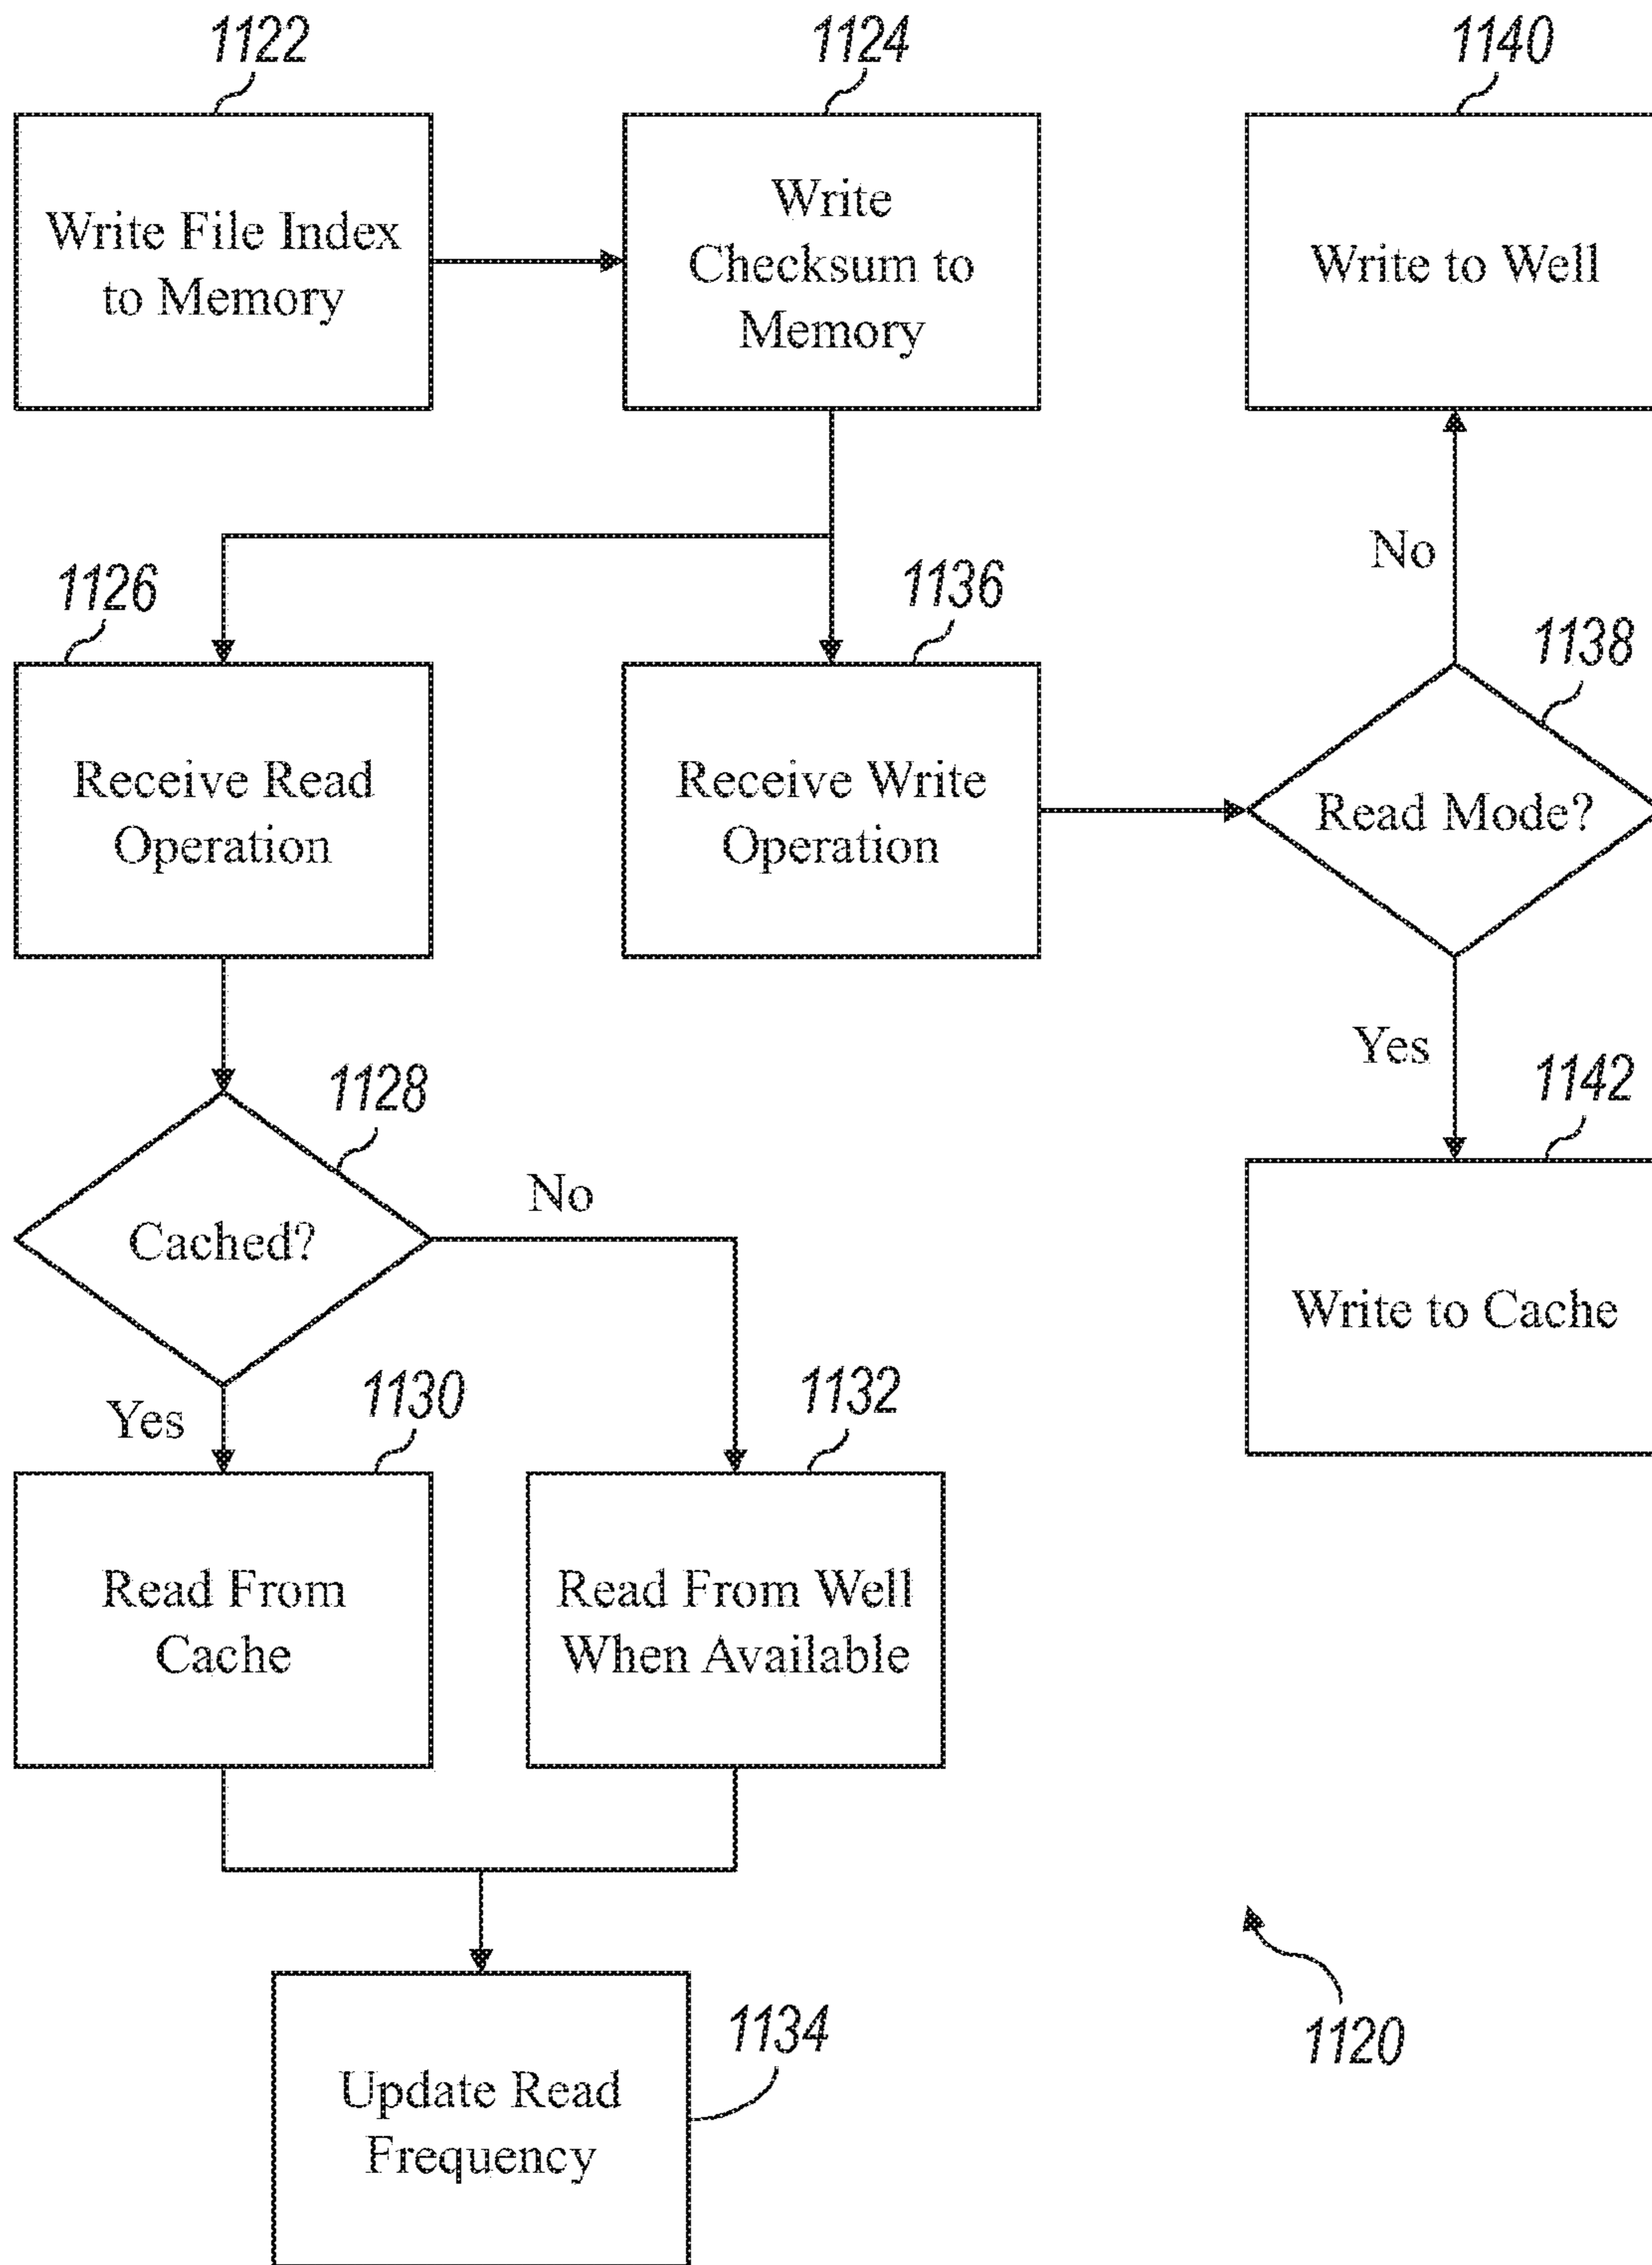 1122
1124
1140
Write File Index
to Memory
Write
Checksum to
Memory
Write to Well
No
1126
1136
1138
Receive Read
Operation
Receive Write
Operation
Read Mode?
Yes
1128
1142
Cached?
No
Write to Cache
Yes
1130
1132
Read From
Cache
Read From Well
When Available
1134
1120
Update Read
Frequency